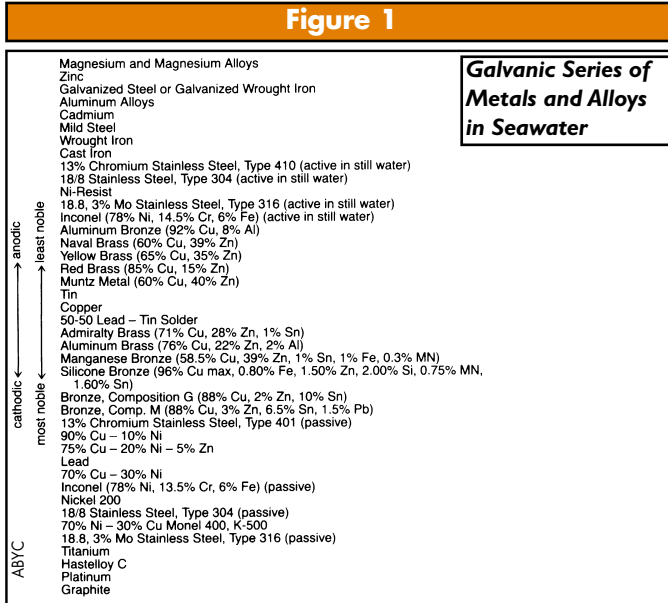 Figure 1
Galvanic Series of
Metals and Alloys
in Seawater
Magnesium and Magnesium Alloys
Zinc
Galvanized Steel or Galvanized Wrought Iron
Aluminum Alloys
Cadmium
Mild Steel
Wrought Iron
Cast Iron
13% Chromium Stainless Steel, Type 410 (active in still water)
18/8 Stainless Steel, Type 304 (active in still water)
Ni-Resist
18.8, 3% Mo Stainless Steel, Type 316 (active in still water)
Inconel (78% Ni, 14.5% Cr, 6% Fe) (active in still water)
Aluminum Bronze (92% Cu, 8% Al)
Naval Brass (60% Cu, 39% Zn)
Yellow Brass (65% Cu, 35% Zn)
Red Brass (85% Cu, 15% Zn)
Muntz Metal (60% Cu, 40% Zn)
Tin
Copper
50-50 Lead – Tin Solder
Admiralty Brass (71% Cu, 28% Zn, 1% Sn)
Aluminum Brass (76% Cu, 22% Zn, 2% Al)
Manganese Bronze (58.5% Cu, 39% Zn, 1% Sn, 1% Fe, 0.3% MN)
Silicone Bronze (96% Cu max, 0.80% Fe, 1.50% Zn, 2.00% Si, 0.75% MN,
1.60% Sn)
Bronze, Composition G (88% Cu, 2% Zn, 10% Sn)
Bronze, Comp. M (88% Cu, 3% Zn, 6.5% Sn, 1.5% Pb)
13% Chromium Stainless Steel, Type 401 (passive)
90% Cu – 10% Ni
75% Cu – 20% Ni – 5% Zn
Lead
70% Cu – 30% Ni
Inconel (78% Ni, 13.5% Cr, 6% Fe) (passive)
Nickel 200
18/8 Stainless Steel, Type 304 (passive)
70% Ni – 30% Cu Monel 400, K-500
18.8, 3% Mo Stainless Steel, Type 316 (passive)
Titanium
Hastelloy C
Platinum
Graphite
cathodic ←→ anodic
most noble ←→ least noble
ABYC